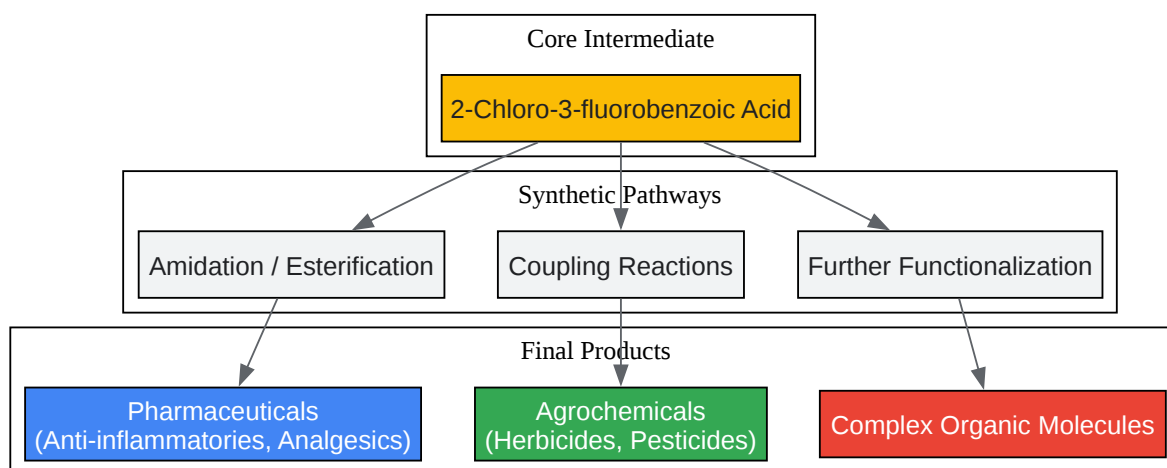 Core Intermediate
2-Chloro-3-fluorobenzoic Acid
Synthetic Pathways
Amidation / Esterification
Coupling Reactions
Further Functionalization
Final Products
Pharmaceuticals
(Anti-inflammatories, Analgesics)
Agrochemicals
(Herbicides, Pesticides)
Complex Organic Molecules